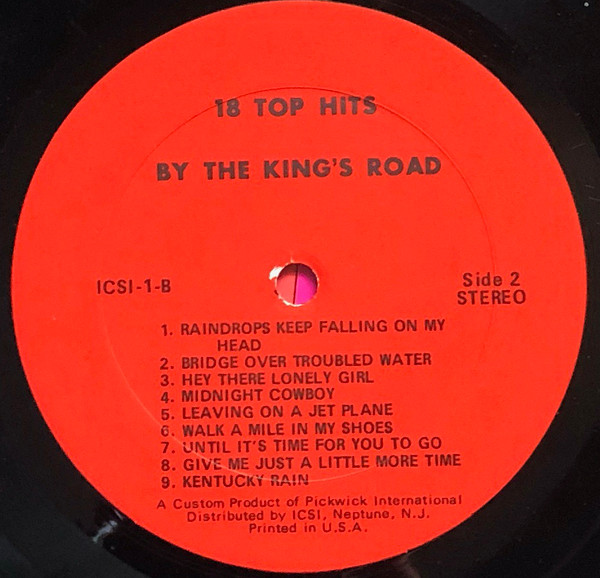 18 TOP HITS
BY THE KING'S ROAD
ICSI-1-B
Side 2
STEREO
1. RAINDROPS KEEP FALLING ON MY
HEAD
2. BRIDGE OVER TROUBLED WATER
3. HEY THERE LONELY GIRL
4. MIDNIGHT COWBOY
5. LEAVING ON A JET PLANE
6. WALK A MILE IN MY SHOES
7. UNTIL IT'S TIME FOR YOU TO GO
8. GIVE ME JUST A LITTLE MORE TIME
9. KENTUCKY RAIN
A Custom Product of Pickwick International
Distributed by ICSI, Neptune, N.J.
Printed in U.S.A.